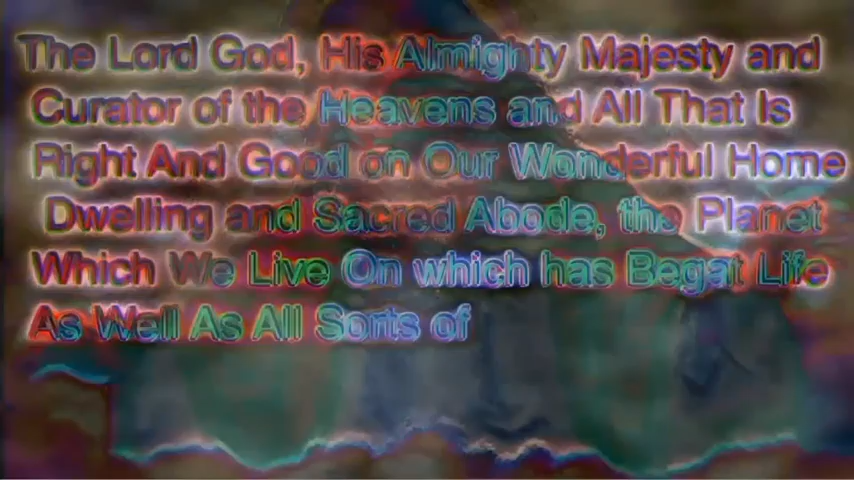 The Lord God, His Almighty Majesty and
Curator of the Heavens and All That Is
Right And Good on Our Wonderful Home
Dwelling and Sacred Abode, the Planet
Which We Live On which has Begat Life
As Well As All Sorts of